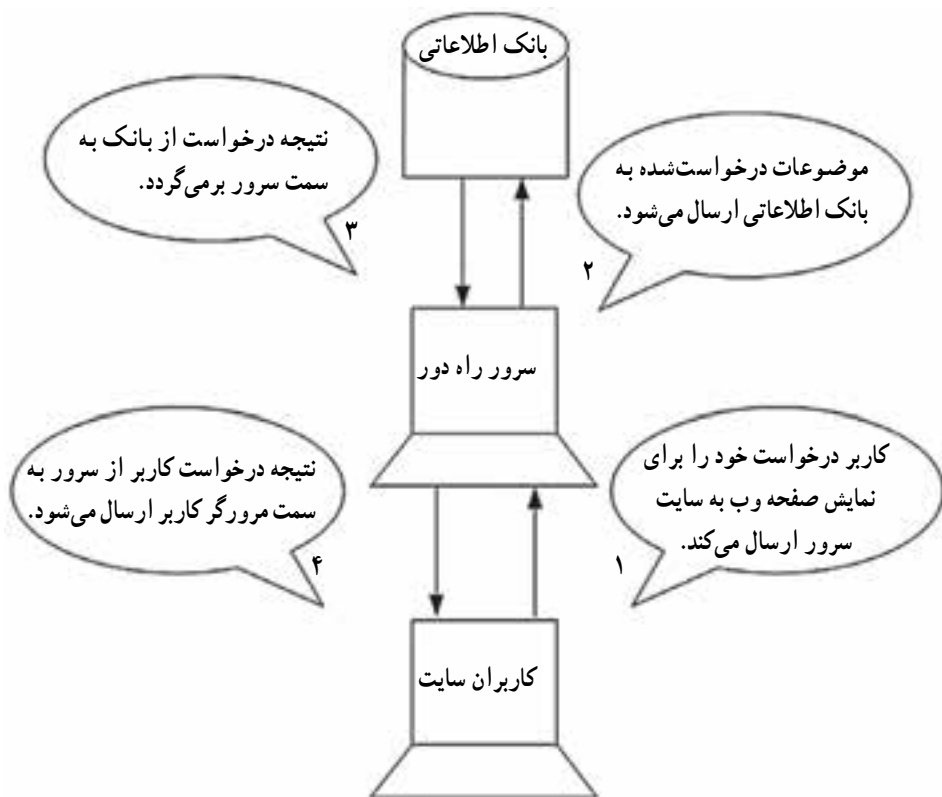 بانک اطلاعاتی
نتیجه درخواست از بانک به
سمت سرور برمی‌گردد.
۳
موضوعات درخواست‌شده به
بانک اطلاعاتی ارسال می‌شود.
۲
سرور راه دور
نتیجه درخواست کاربر از سرور به
سمت مرورگر کاربر ارسال می‌شود.
۴
کاربر درخواست خود را برای
نمایش صفحه وب به سایت
سرور ارسال می‌کند.
۱
کاربران سایت